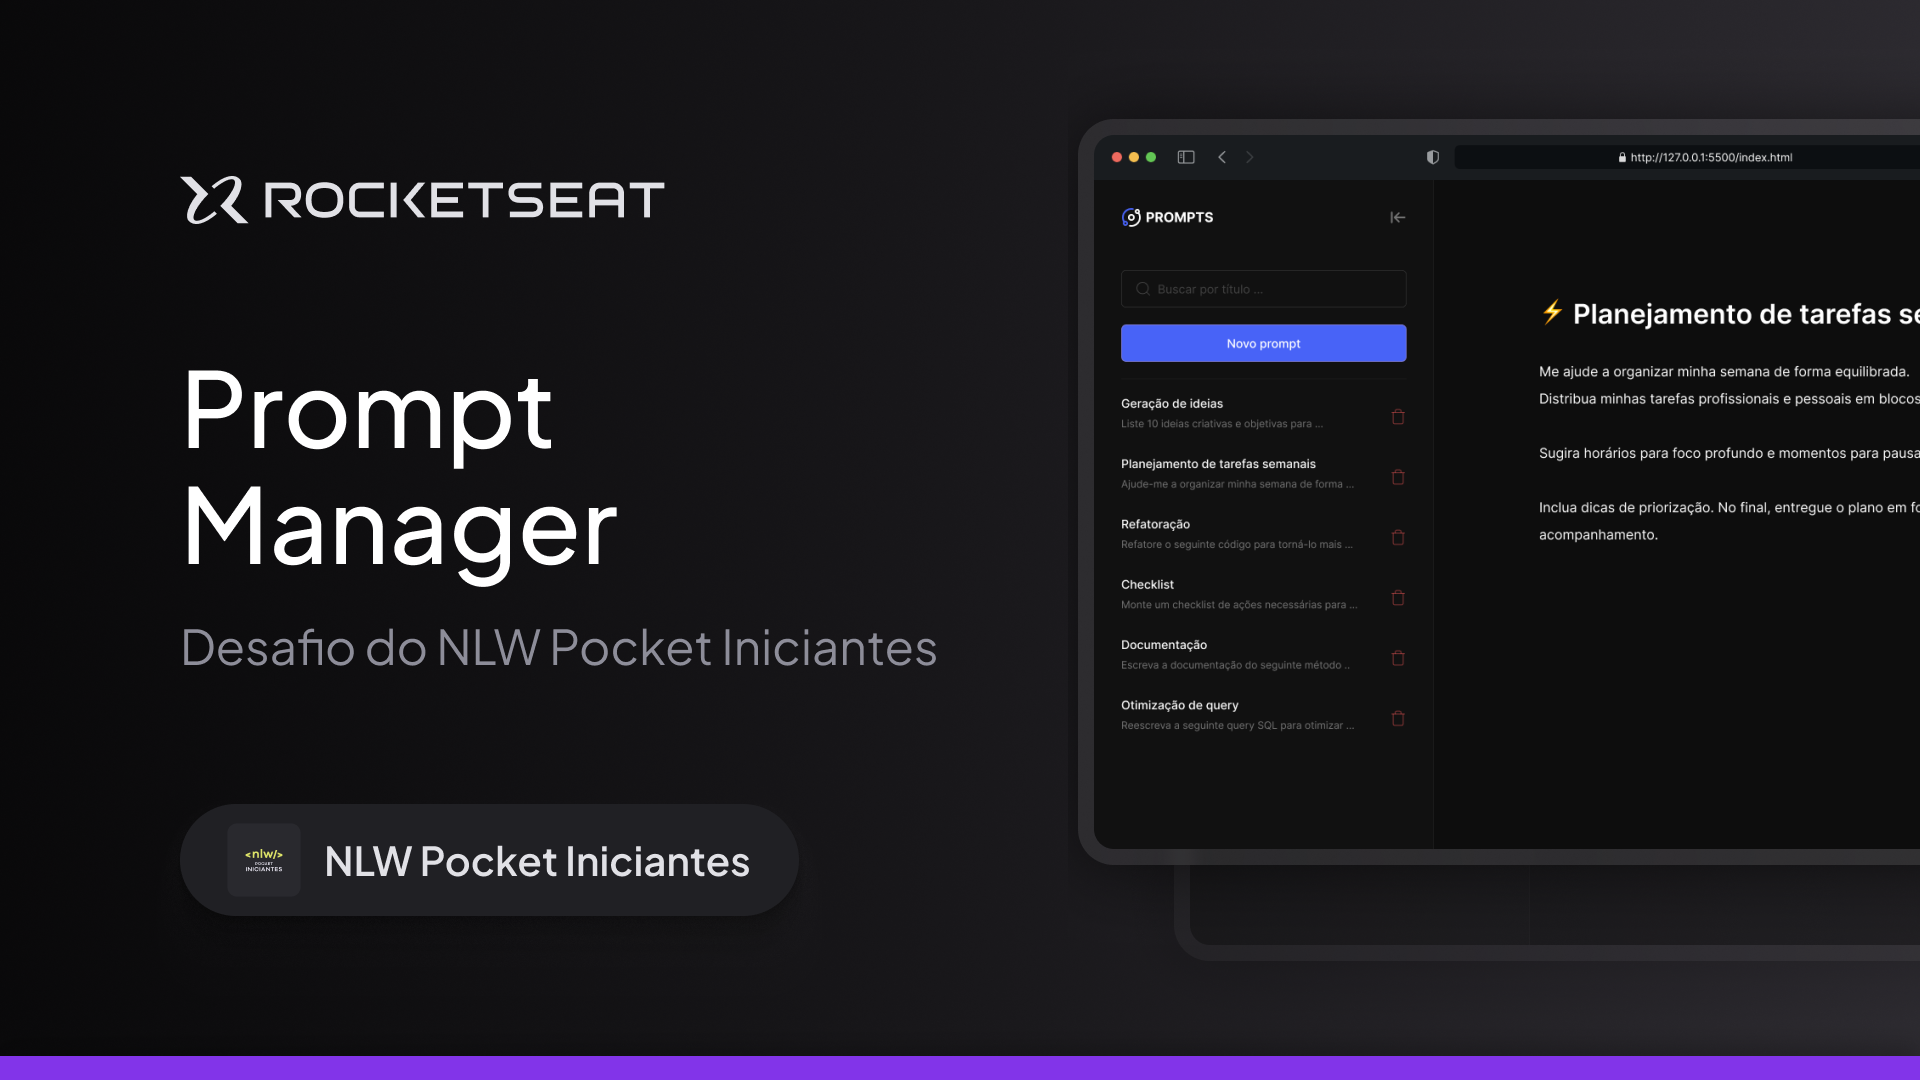 ROCKETSEAT
Prompt
Manager
Desafio do NLW Pocket Iniciantes
<nlw/>
POCKET
INICIANTES
NLW Pocket Iniciantes
http://127.0.0.1:5500/index.html
PROMPTS
Buscar por título ...
Novo prompt
Geração de ideias
Liste 10 ideias criativas e objetivas para ...
Planejamento de tarefas semanais
Ajude-me a organizar minha semana de forma ...
Refatoração
Refatore o seguinte código para torná-lo mais ...
Checklist
Monte um checklist de ações necessárias para ...
Documentação
Escreva a documentação do seguinte método ..
Otimização de query
Reescreva a seguinte query SQL para otimizar ...
⚡ Planejamento de tarefas se
Me ajude a organizar minha semana de forma equilibrada.
Distribua minhas tarefas profissionais e pessoais em blocos
Sugira horários para foco profundo e momentos para pausa
Inclua dicas de priorização. No final, entregue o plano em fo
acompanhamento.